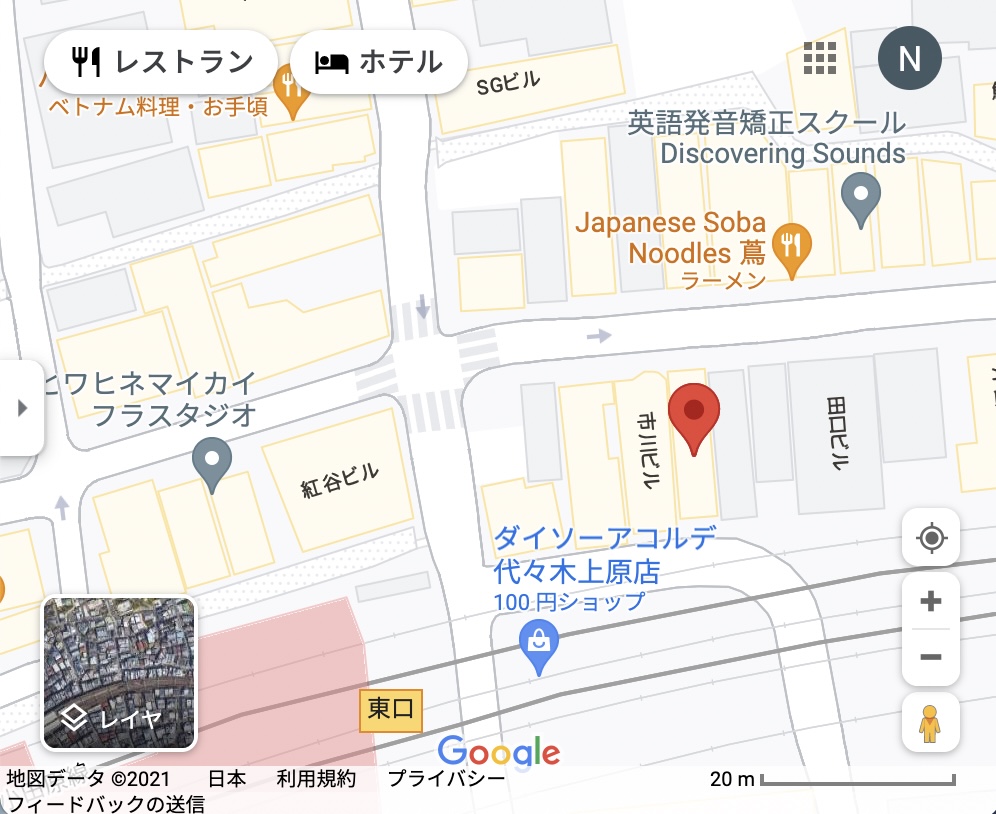 レストラン
ホテル
N
ベトナム料理・お手頃
SGビル
英語発音矯正スクール
Discovering Sounds
Japanese Soba
Noodles 蔦
ラーメン
ヒワヒネマイカイ
フラスタジオ
市川ビル
田口ビル
紅谷ビル
ダイソーアコルデ
代々木上原店
100 円ショップ
東口
レイヤ
Google
地図データ ©2021 日本 利用規約 プライバシー 20 m
フィードバックの送信